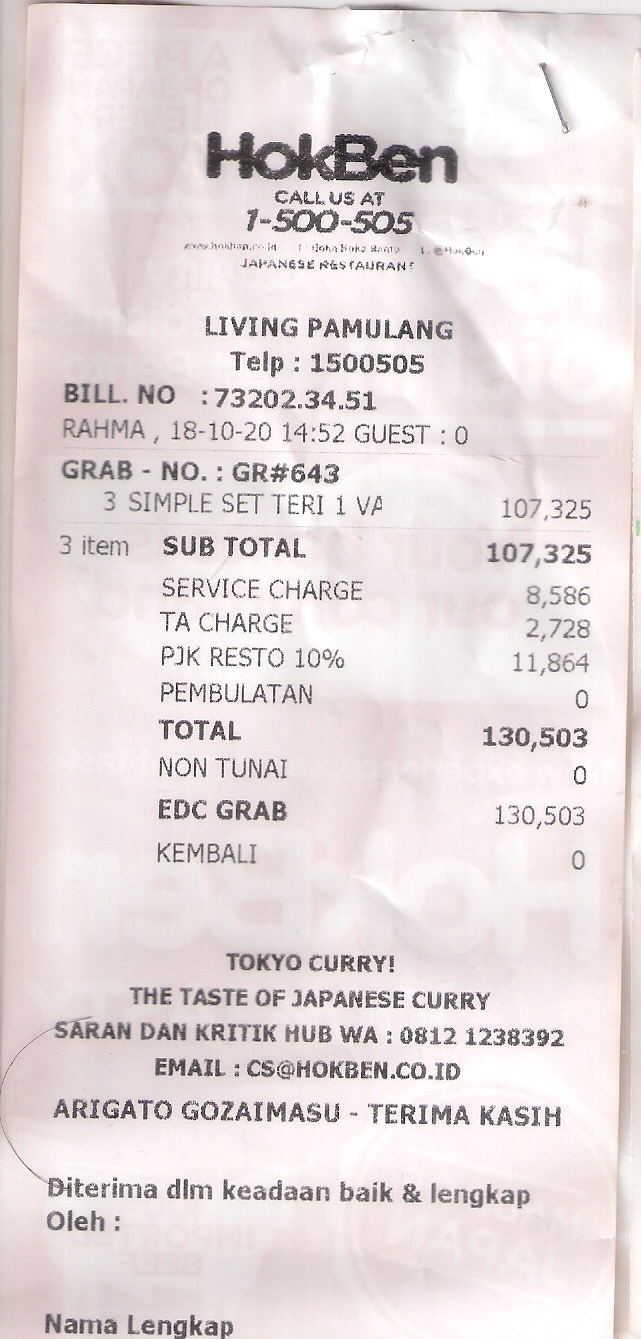 HokBen
CALL US AT
1-500-505
www.hokben.co.id f : Hoka Hoka Bento t : @HokBen
JAPANESE RESTAURANT
LIVING PAMULANG
Telp : 1500505
BILL. NO : 73202.34.51
RAHMA , 18-10-20 14:52 GUEST : 0
GRAB - NO. : GR#643
3 SIMPLE SET TERI 1 VA 107,325
3 item SUB TOTAL 107,325
SERVICE CHARGE 8,586
TA CHARGE 2,728
PJK RESTO 10% 11,864
PEMBULATAN 0
TOTAL 130,503
NON TUNAI 0
EDC GRAB 130,503
KEMBALI 0
TOKYO CURRY!
THE TASTE OF JAPANESE CURRY
SARAN DAN KRITIK HUB WA : 0812 1238392
EMAIL : CS@HOKBEN.CO.ID
ARIGATO GOZAIMASU - TERIMA KASIH
Diterima dlm keadaan baik & lengkap
Oleh :
Nama Lengkap